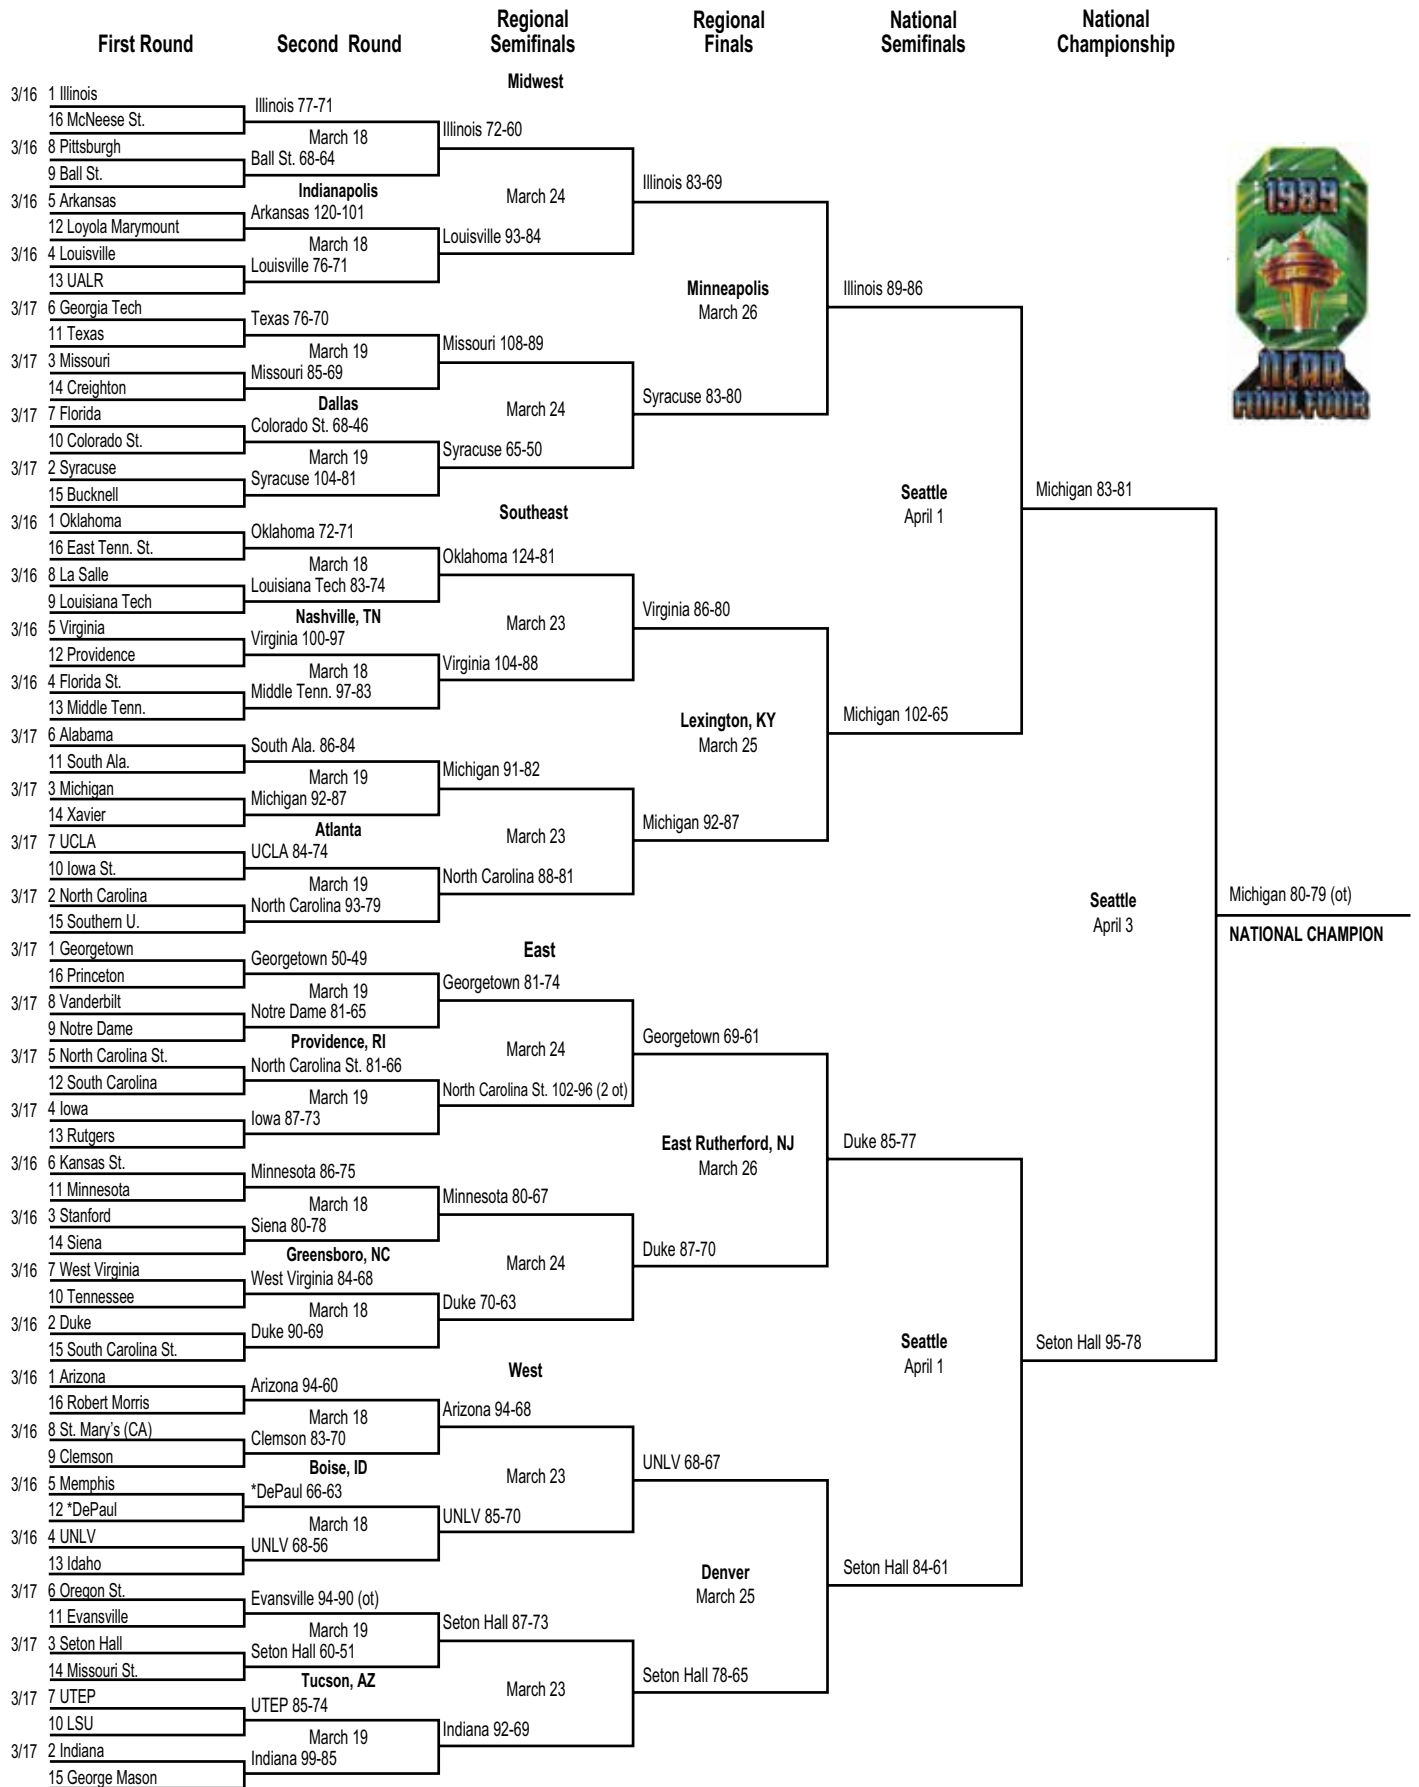 First Round
Second Round
Regional
Semifinals
Regional
Finals
National
Semifinals
National
Championship
Midwest
3/16 1 Illinois
16 McNeese St.
3/16 8 Pittsburgh
9 Ball St.
3/16 5 Arkansas
12 Loyola Marymount
3/16 4 Louisville
13 UALR
3/17 6 Georgia Tech
11 Texas
3/17 3 Missouri
14 Creighton
3/17 7 Florida
10 Colorado St.
3/17 2 Syracuse
15 Bucknell
Illinois 77-71
March 18
Ball St. 68-64
Indianapolis
Arkansas 120-101
March 18
Louisville 76-71
Texas 76-70
March 19
Missouri 85-69
Dallas
Colorado St. 68-46
March 19
Syracuse 104-81
Illinois 72-60
March 24
Louisville 93-84
Missouri 108-89
March 24
Syracuse 65-50
Illinois 83-69
Minneapolis
March 26
Syracuse 83-80
Illinois 89-86
Southeast
3/16 1 Oklahoma
16 East Tenn. St.
3/16 8 La Salle
9 Louisiana Tech
3/16 5 Virginia
12 Providence
3/16 4 Florida St.
13 Middle Tenn.
3/17 6 Alabama
11 South Ala.
3/17 3 Michigan
14 Xavier
3/17 7 UCLA
10 Iowa St.
3/17 2 North Carolina
15 Southern U.
Oklahoma 72-71
March 18
Louisiana Tech 83-74
Nashville, TN
Virginia 100-97
March 18
Middle Tenn. 97-83
South Ala. 86-84
March 19
Michigan 92-87
Atlanta
UCLA 84-74
March 19
North Carolina 93-79
Oklahoma 124-81
March 23
Virginia 104-88
Michigan 91-82
March 23
North Carolina 88-81
Virginia 86-80
Lexington, KY
March 25
Michigan 92-87
Michigan 102-65
Seattle
April 1
Michigan 83-81
East
3/17 1 Georgetown
16 Princeton
3/17 8 Vanderbilt
9 Notre Dame
3/17 5 North Carolina St.
12 South Carolina
3/17 4 Iowa
13 Rutgers
3/16 6 Kansas St.
11 Minnesota
3/16 3 Stanford
14 Siena
3/16 7 West Virginia
10 Tennessee
3/16 2 Duke
15 South Carolina St.
Georgetown 50-49
March 19
Notre Dame 81-65
Providence, RI
North Carolina St. 81-66
March 19
Iowa 87-73
Minnesota 86-75
March 18
Siena 80-78
Greensboro, NC
West Virginia 84-68
March 18
Duke 90-69
Georgetown 81-74
March 24
North Carolina St. 102-96 (2 ot)
Minnesota 80-67
March 24
Duke 70-63
Georgetown 69-61
East Rutherford, NJ
March 26
Duke 87-70
Duke 85-77
West
3/16 1 Arizona
16 Robert Morris
3/16 8 St. Mary's (CA)
9 Clemson
3/16 5 Memphis
12 *DePaul
3/16 4 UNLV
13 Idaho
3/17 6 Oregon St.
11 Evansville
3/17 3 Seton Hall
14 Missouri St.
3/17 7 UTEP
10 LSU
3/17 2 Indiana
15 George Mason
Arizona 94-60
March 18
Clemson 83-70
Boise, ID
*DePaul 66-63
March 18
UNLV 68-56
Evansville 94-90 (ot)
March 19
Seton Hall 60-51
Tucson, AZ
UTEP 85-74
March 19
Indiana 99-85
Arizona 94-68
March 23
UNLV 85-70
Seton Hall 87-73
March 23
Indiana 92-69
UNLV 68-67
Denver
March 25
Seton Hall 78-65
Seton Hall 84-61
Seattle
April 1
Seton Hall 95-78
Seattle
April 3
Michigan 80-79 (ot)
NATIONAL CHAMPION
1989
NCAA
FINAL FOUR